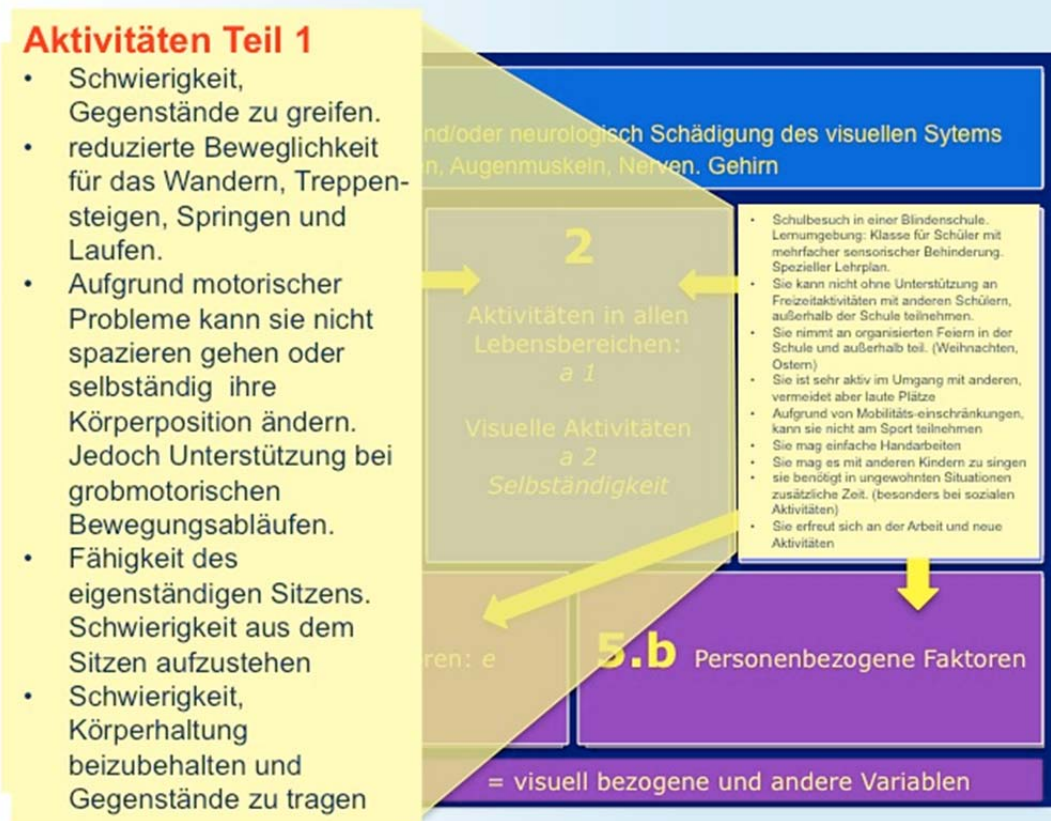 Aktivitäten Teil 1
• Schwierigkeit,
Gegenstände zu greifen.
• reduzierte Beweglichkeit
für das Wandern, Treppen-
steigen, Springen und
Laufen.
• Aufgrund motorischer
Probleme kann sie nicht
spazieren gehen oder
selbständig ihre
Körperposition ändern.
Jedoch Unterstützung bei
grobmotorischen
Bewegungsabläufen.
• Fähigkeit des
eigenständigen Sitzens.
Schwierigkeit aus dem
Sitzen aufzustehen
• Schwierigkeit,
Körperhaltung
beizubehalten und
Gegenstände zu tragen
nd/oder neurologisch Schädigung des visuellen Sytems
n, Augenmuskeln, Nerven. Gehirn
2
Aktivitäten in allen
Lebensbereichen:
a 1
Visuelle Aktivitäten
a 2
Selbständigkeit
• Schulbesuch in einer Blindenschule.
Lernumgebung: Klasse für Schüler mit
mehrfacher sensorischer Behinderung.
Spezieller Lehrplan.
• Sie kann nicht ohne Unterstützung an
Freizeitaktivitäten mit anderen Schülern,
außerhalb der Schule teilnehmen.
• Sie nimmt an organisierten Feiern in der
Schule und außerhalb teil. (Weihnachten,
Ostern)
• Sie ist sehr aktiv im Umgang mit anderen,
vermeidet aber laute Plätze
• Aufgrund von Mobilitäts-einschränkungen,
kann sie nicht am Sport teilnehmen
• Sie mag einfache Handarbeiten
• Sie mag es mit anderen Kindern zu singen
• sie benötigt in ungewohnten Situationen
zusätzliche Zeit. (besonders bei sozialen
Aktivitäten)
• Sie erfreut sich an der Arbeit und neue
Aktivitäten
ren: e
5.b Personenbezogene Faktoren
= visuell bezogene und andere Variablen